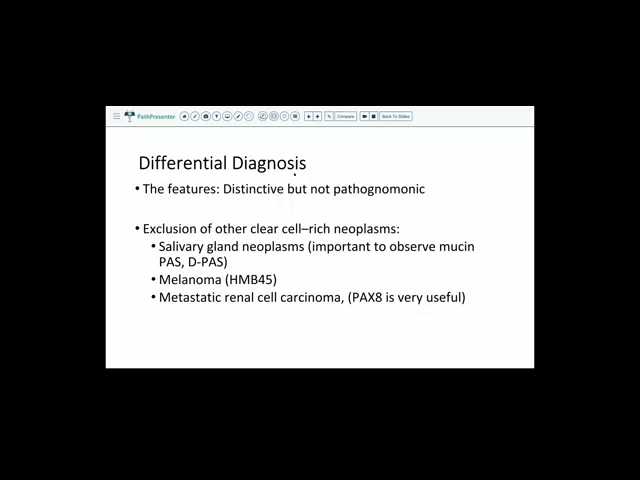 PathPresenter
Compare
Back To Slides
Differential Diagnosis
• The features: Distinctive but not pathognomonic
• Exclusion of other clear cell–rich neoplasms:
• Salivary gland neoplasms (important to observe mucin
PAS, D-PAS)
• Melanoma (HMB45)
• Metastatic renal cell carcinoma, (PAX8 is very useful)